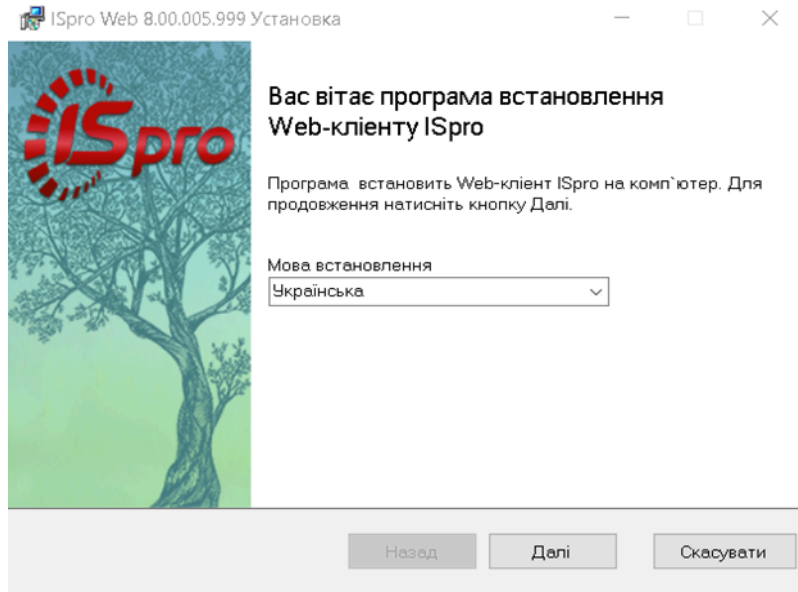 ISpro Web 8.00.005.999 Установка
ISpro
Вас вітає програма встановлення
Web-кліенту ISpro
Програма встановить Web-клієнт ISpro на комп`ютер. Для
продовження натисніть кнопку Далі.
Мова встановлення
Українська
Назад
Далі
Скасувати